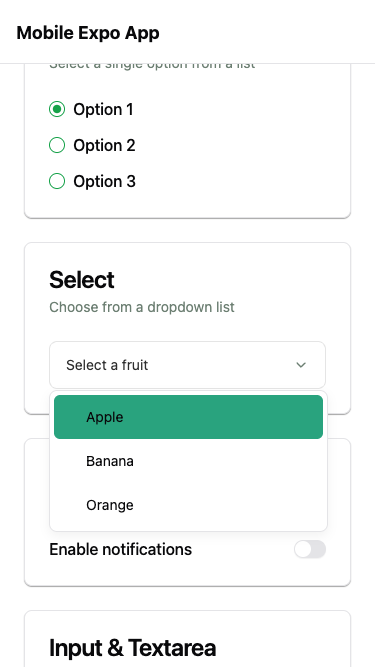 Mobile Expo App
Select a single option from a list
Option 1
Option 2
Option 3
Select
Choose from a dropdown list
Select a fruit
Apple
Banana
Orange
Enable notifications
Input & Textarea